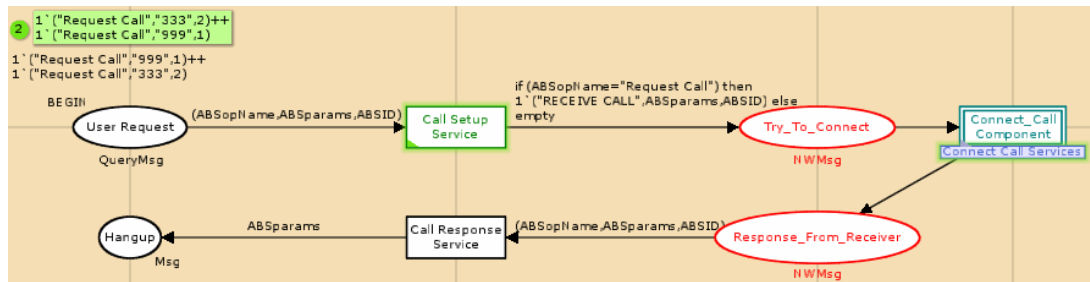 2
1`("Request Call","333",2)++
1`("Request Call","999",1)
1`("Request Call","999",1)++
1`("Request Call","333",2)
BEGIN
User Request
QueryMsg
(ABSopName,ABSparams,ABSID)
Call Setup
Service
if (ABSopName="Request Call") then
1`("RECEIVE CALL",ABSparams,ABSID) else
empty
Try_To_Connect
NWMsg
Connect_Call
Component
Connect Call Services
Hangup
Msg
ABSparams
Call Response
Service
(ABSopName,ABSparams,ABSID)
Response_From_Receiver
NWMsg